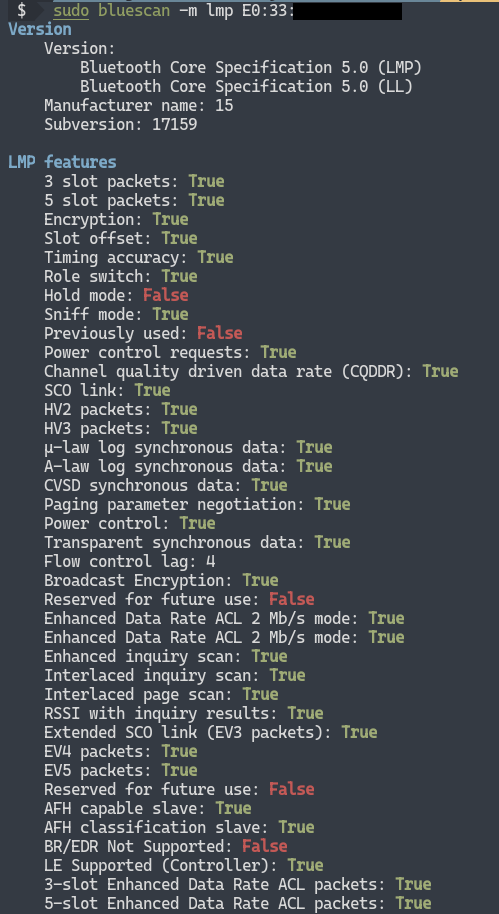 $ sudo bluescan -m lmp E0:33:
Version
Version:
Bluetooth Core Specification 5.0 (LMP)
Bluetooth Core Specification 5.0 (LL)
Manufacturer name: 15
Subversion: 17159
LMP features
3 slot packets: True
5 slot packets: True
Encryption: True
Slot offset: True
Timing accuracy: True
Role switch: True
Hold mode: False
Sniff mode: True
Previously used: False
Power control requests: True
Channel quality driven data rate (CQDDR): True
SCO link: True
HV2 packets: True
HV3 packets: True
μ-law log synchronous data: True
A-law log synchronous data: True
CVSD synchronous data: True
Paging parameter negotiation: True
Power control: True
Transparent synchronous data: True
Flow control lag: 4
Broadcast Encryption: True
Reserved for future use: False
Enhanced Data Rate ACL 2 Mb/s mode: True
Enhanced Data Rate ACL 2 Mb/s mode: True
Enhanced inquiry scan: True
Interlaced inquiry scan: True
Interlaced page scan: True
RSSI with inquiry results: True
Extended SCO link (EV3 packets): True
EV4 packets: True
EV5 packets: True
Reserved for future use: False
AFH capable slave: True
AFH classification slave: True
BR/EDR Not Supported: False
LE Supported (Controller): True
3-slot Enhanced Data Rate ACL packets: True
5-slot Enhanced Data Rate ACL packets: True